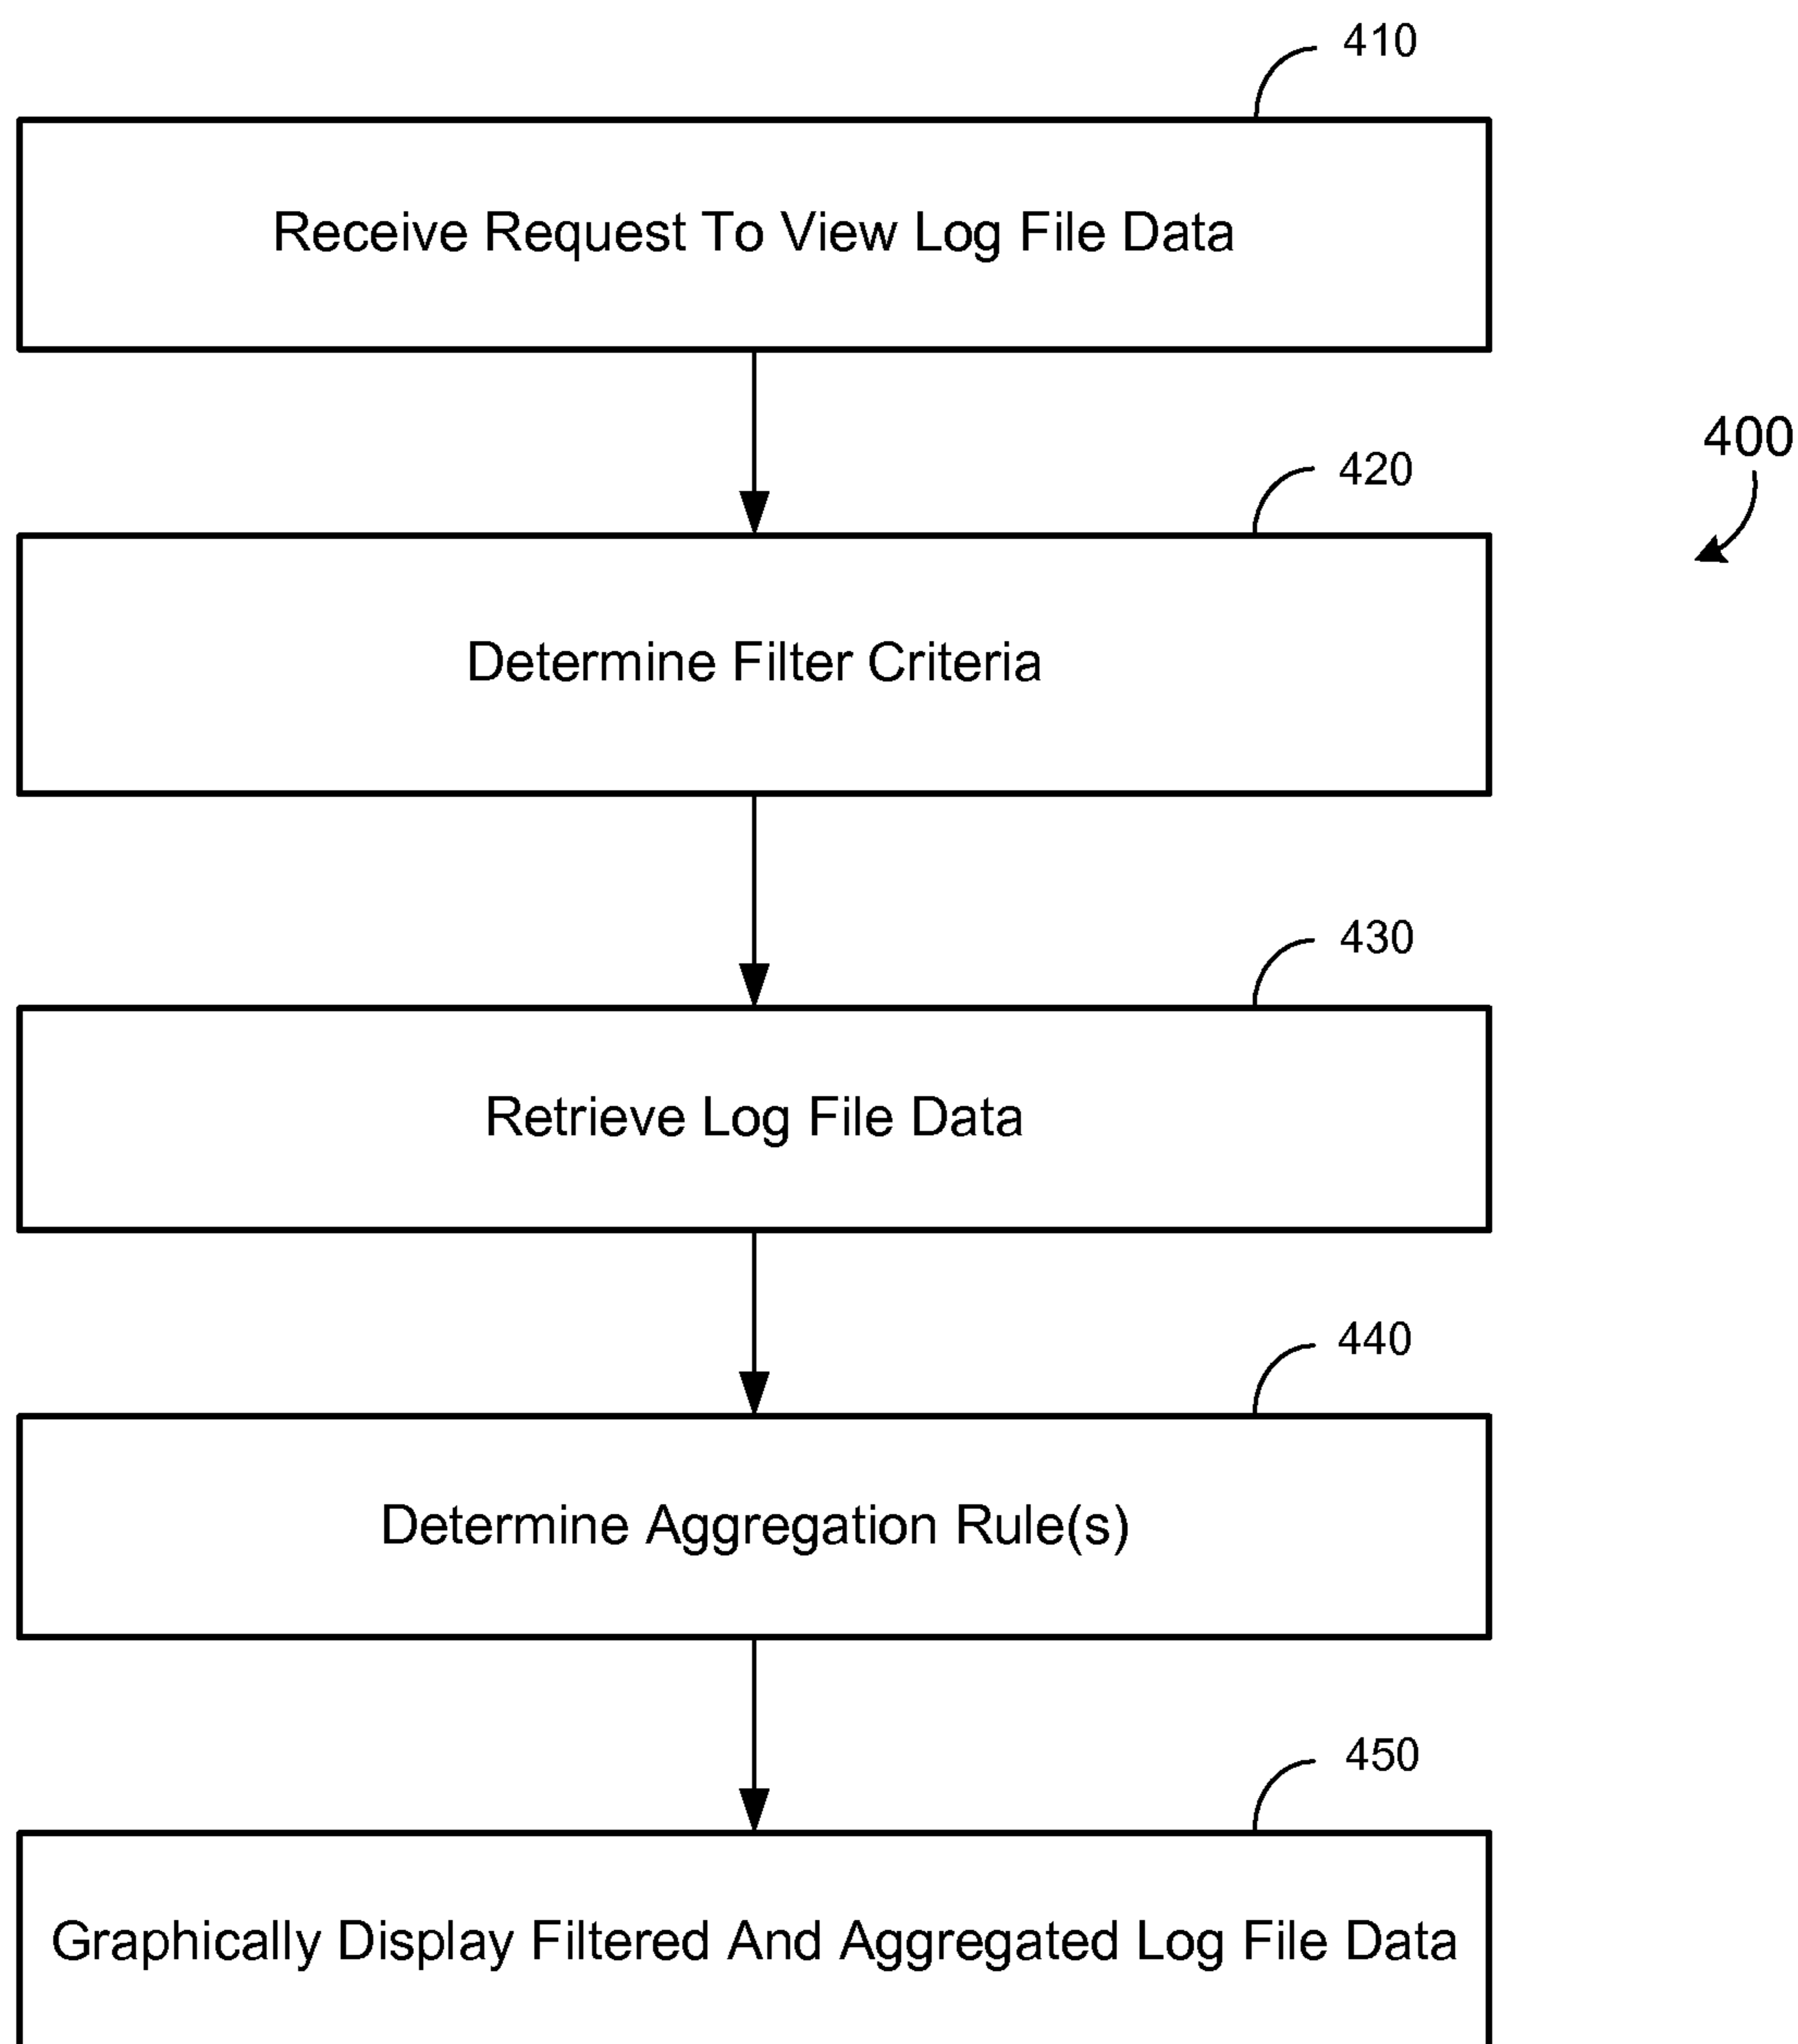 410
Receive Request To View Log File Data
400
420
Determine Filter Criteria
430
Retrieve Log File Data
440
Determine Aggregation Rule(s)
450
Graphically Display Filtered And Aggregated Log File Data